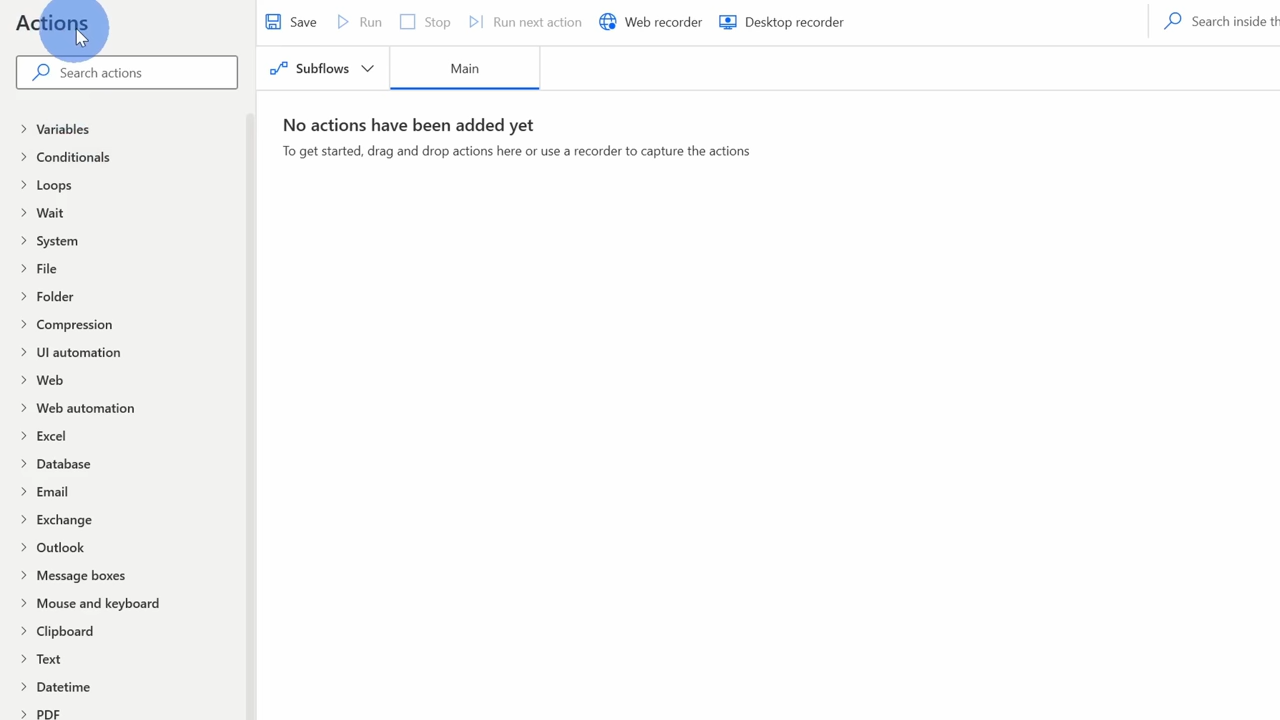 Actions
Search actions
Variables
Conditionals
Loops
Wait
System
File
Folder
Compression
UI automation
Web
Web automation
Excel
Database
Email
Exchange
Outlook
Message boxes
Mouse and keyboard
Clipboard
Text
Datetime
PDF
Save Run Stop Run next action Web recorder Desktop recorder Search inside
Subflows Main
No actions have been added yet
To get started, drag and drop actions here or use a recorder to capture the actions